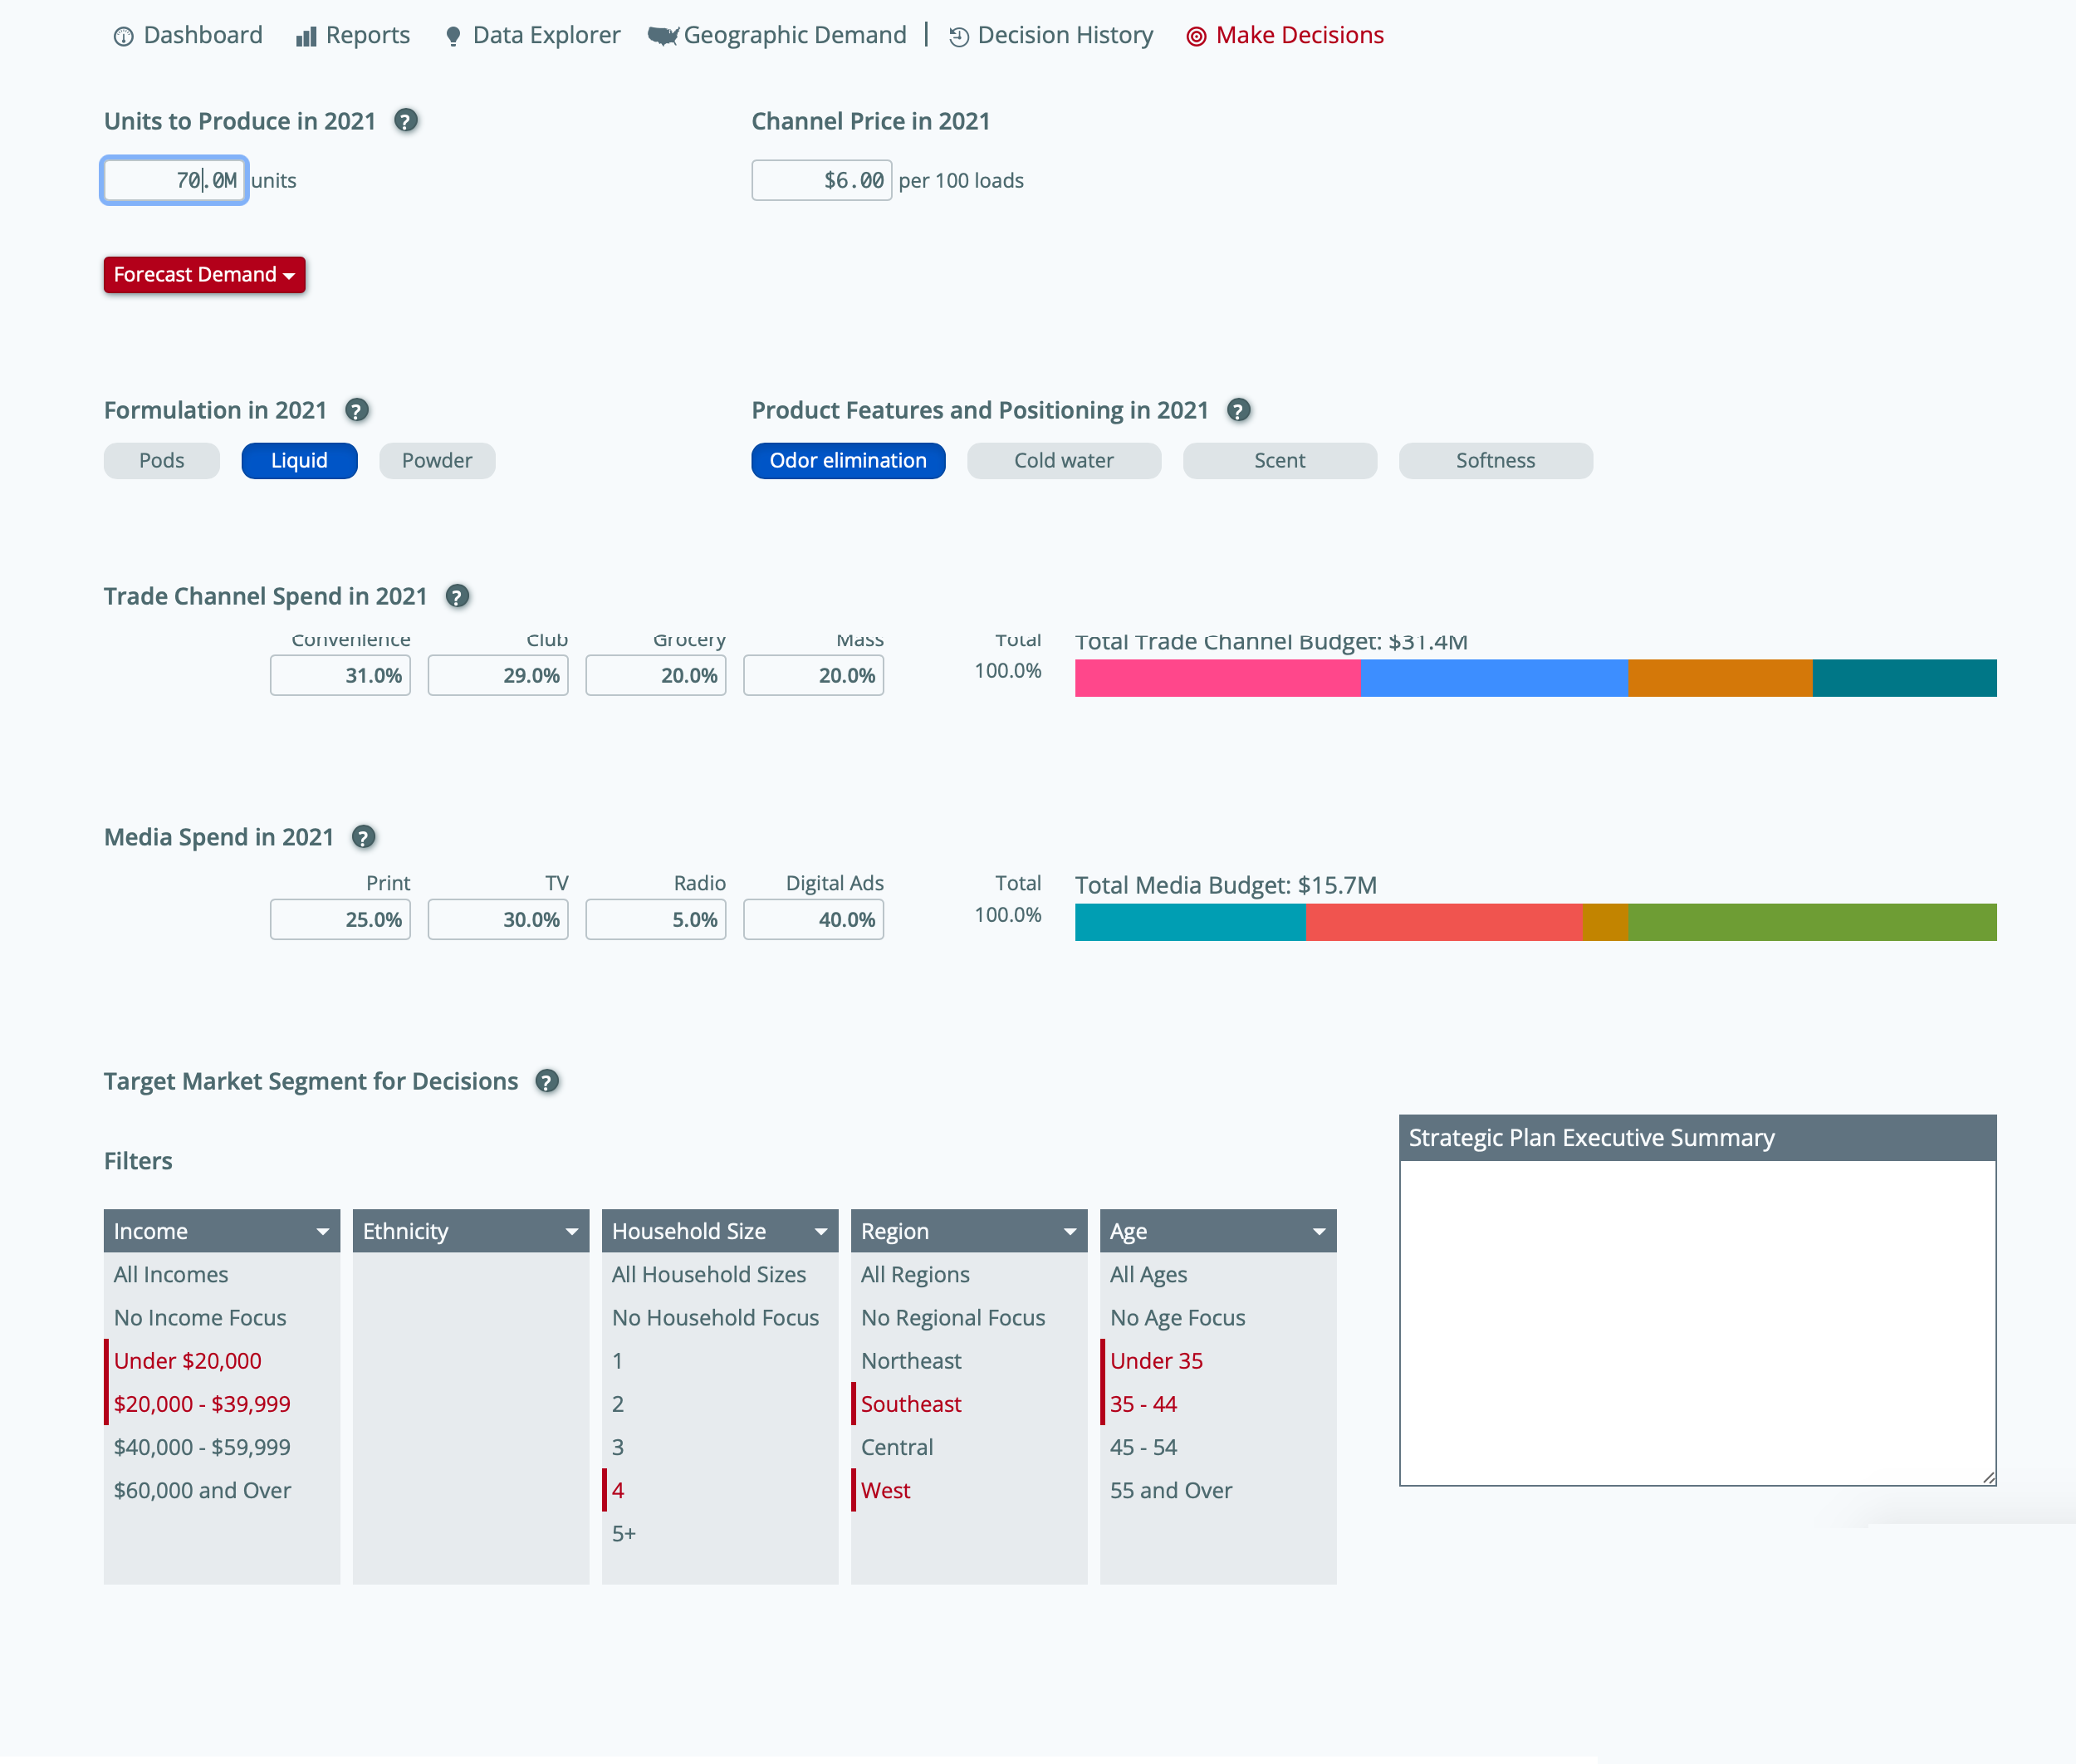 Dashboard Reports Data Explorer Geographic Demand | Decision History Make Decisions
Units to Produce in 2021 ? Channel Price in 2021
70.0M units $6.00 per 100 loads
Forecast Demand
Formulation in 2021 ? Product Features and Positioning in 2021 ?
Pods Liquid Powder Odor elimination Cold water Scent Softness
Trade Channel Spend in 2021 ?
Convenience Club Grocery Mass Total Total Trade Channel Budget: $31.4M
31.0% 29.0% 20.0% 20.0% 100.0%
Media Spend in 2021 ?
Print TV Radio Digital Ads Total Total Media Budget: $15.7M
25.0% 30.0% 5.0% 40.0% 100.0%
Target Market Segment for Decisions ?
Strategic Plan Executive Summary
Filters
Income Ethnicity Household Size Region Age
All Incomes All Household Sizes All Regions All Ages
No Income Focus No Household Focus No Regional Focus No Age Focus
Under $20,000 1 Northeast Under 35
$20,000 - $39,999 2 Southeast 35 - 44
$40,000 - $59,999 3 Central 45 - 54
$60,000 and Over 4 West 55 and Over
5+